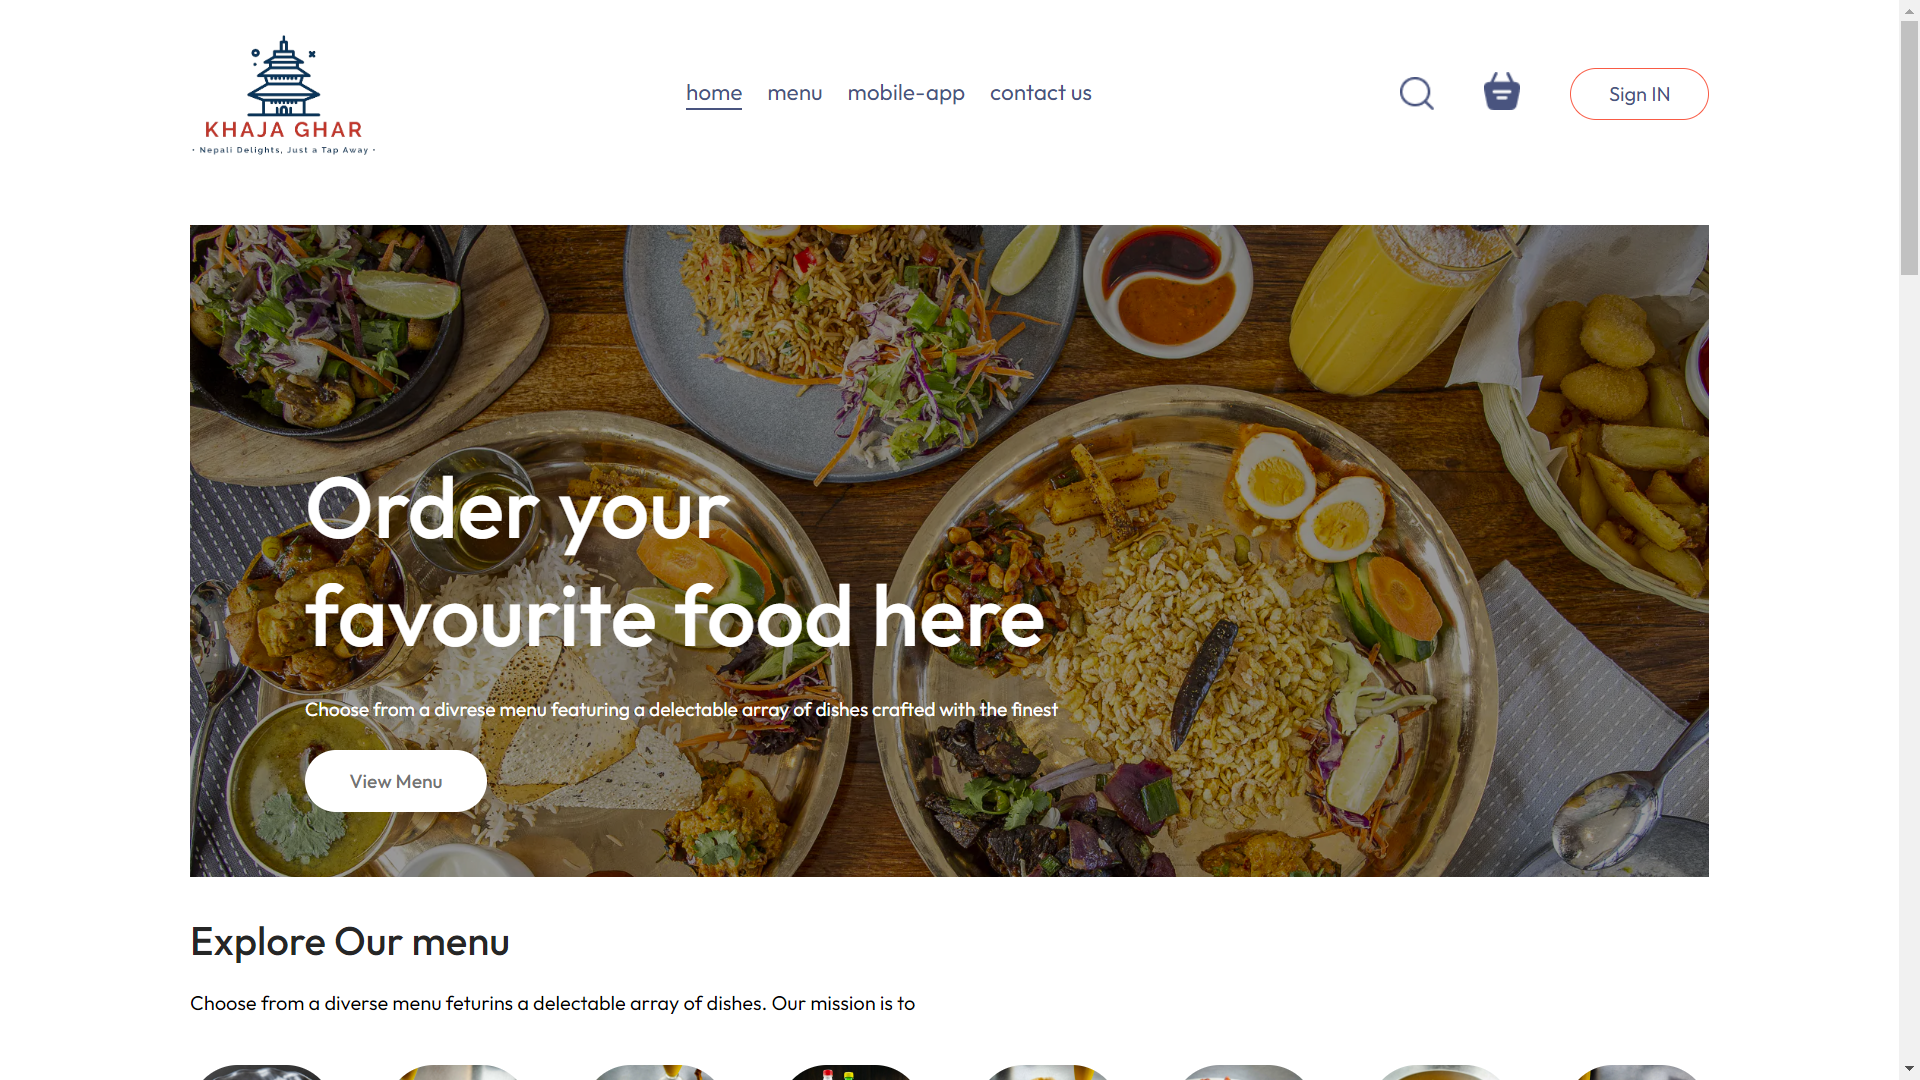 KHAJA GHAR
· Nepali Delights, Just a Tap Away ·
home menu mobile-app contact us
Sign IN
Order your
favourite food here
Choose from a divrese menu featuring a delectable array of dishes crafted with the finest
View Menu
Explore Our menu
Choose from a diverse menu feturins a delectable array of dishes. Our mission is to